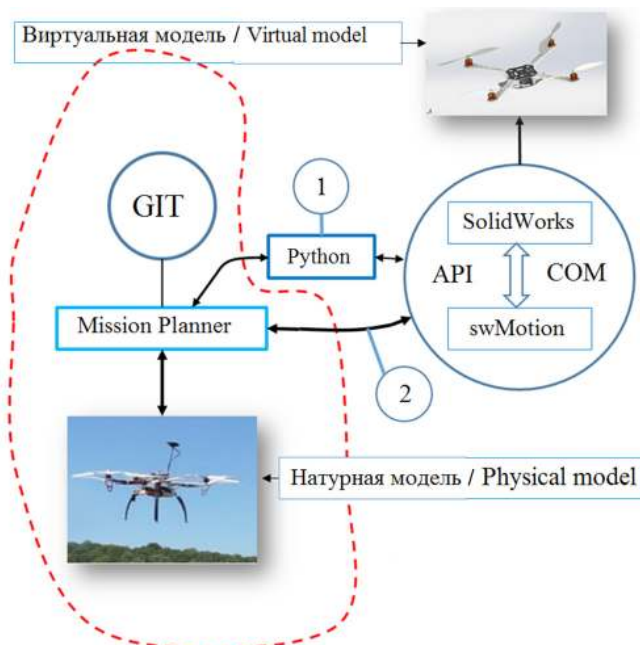 Виртуальная модель / Virtual model
1
GIT
SolidWorks
Python
API
COM
Mission Planner
swMotion
2
Натурная модель / Physical model